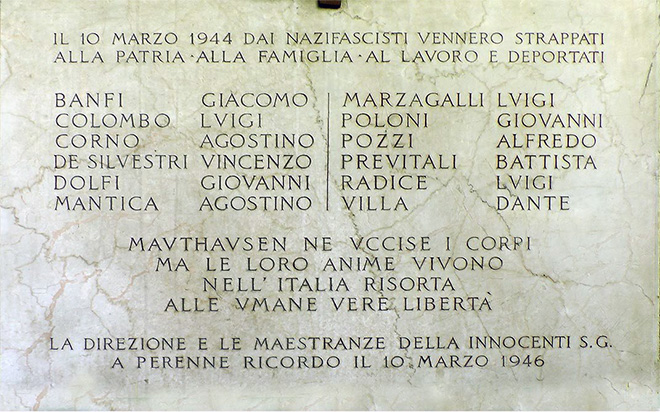 IL 10 MARZO 1944 DAI NAZIFASCISTI VENNERO STRAPPATI
ALLA PATRIA · ALLA FAMIGLIA · AL LAVORO E DEPORTATI
BANFI GIACOMO MARZAGALLI LVIGI
COLOMBO LVIGI POLONI GIOVANNI
CORNO AGOSTINO POZZI ALFREDO
DE SILVESTRI VINCENZO PREVITALI BATTISTA
DOLFI GIOVANNI RADICE LVIGI
MANTICA AGOSTINO VILLA DANTE
MAVTHAVSEN NE VCCISE I CORPI
MA LE LORO ANIME VIVONO
NELL' ITALIA RISORTA
ALLE VMANE VERE LIBERTÀ
LA DIREZIONE E LE MAESTRANZE DELLA INNOCENTI S.G.
A PERENNE RICORDO IL 10 MARZO 1946